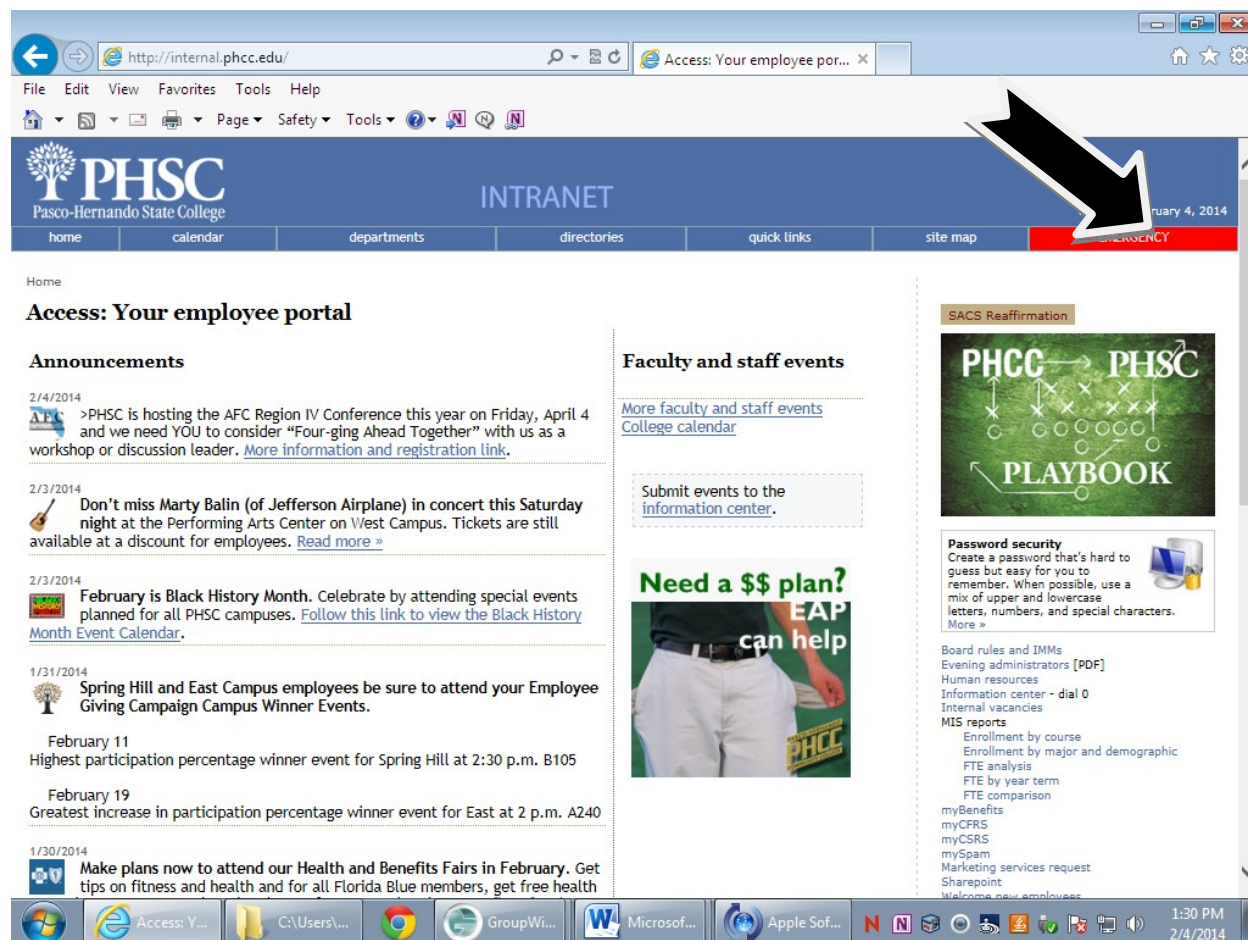 http://internal.phcc.edu/
Access: Your employee por...
File Edit View Favorites Tools Help
Page Safety Tools
PHSC
Pasco-Hernando State College
INTRANET
ruary 4, 2014
home calendar departments directories quick links site map EMERGENCY
Home
Access: Your employee portal
Announcements
2/4/2014
AFC
>PHSC is hosting the AFC Region IV Conference this year on Friday, April 4
and we need YOU to consider “Four-ging Ahead Together” with us as a
workshop or discussion leader. More information and registration link.
2/3/2014
Don’t miss Marty Balin (of Jefferson Airplane) in concert this Saturday
night at the Performing Arts Center on West Campus. Tickets are still
available at a discount for employees. Read more »
2/3/2014
February is Black History Month. Celebrate by attending special events
planned for all PHSC campuses. Follow this link to view the Black History
Month Event Calendar.
1/31/2014
Spring Hill and East Campus employees be sure to attend your Employee
Giving Campaign Campus Winner Events.
February 11
Highest participation percentage winner event for Spring Hill at 2:30 p.m. B105
February 19
Greatest increase in participation percentage winner event for East at 2 p.m. A240
1/30/2014
Make plans now to attend our Health and Benefits Fairs in February. Get
tips on fitness and health and for all Florida Blue members, get free health
Faculty and staff events
More faculty and staff events
College calendar
Submit events to the
information center.
Need a $$ plan?
EAP
can help
PHCC
SACS Reaffirmation
PHCC PHSC
PLAYBOOK
Password security
Create a password that’s hard to
guess but easy for you to
remember. When possible, use a
mix of upper and lowercase
letters, numbers, and special characters.
More »
Board rules and IMMs
Evening administrators [PDF]
Human resources
Information center - dial 0
Internal vacancies
MIS reports
Enrollment by course
Enrollment by major and demographic
FTE analysis
FTE by year term
FTE comparison
myBenefits
myCFRS
myCSRS
mySpam
Marketing services request
Sharepoint
Welcome new employees
Access: Y... C:\Users\... GroupWi... Microsof... Apple Sof...
1:30 PM
2/4/2014